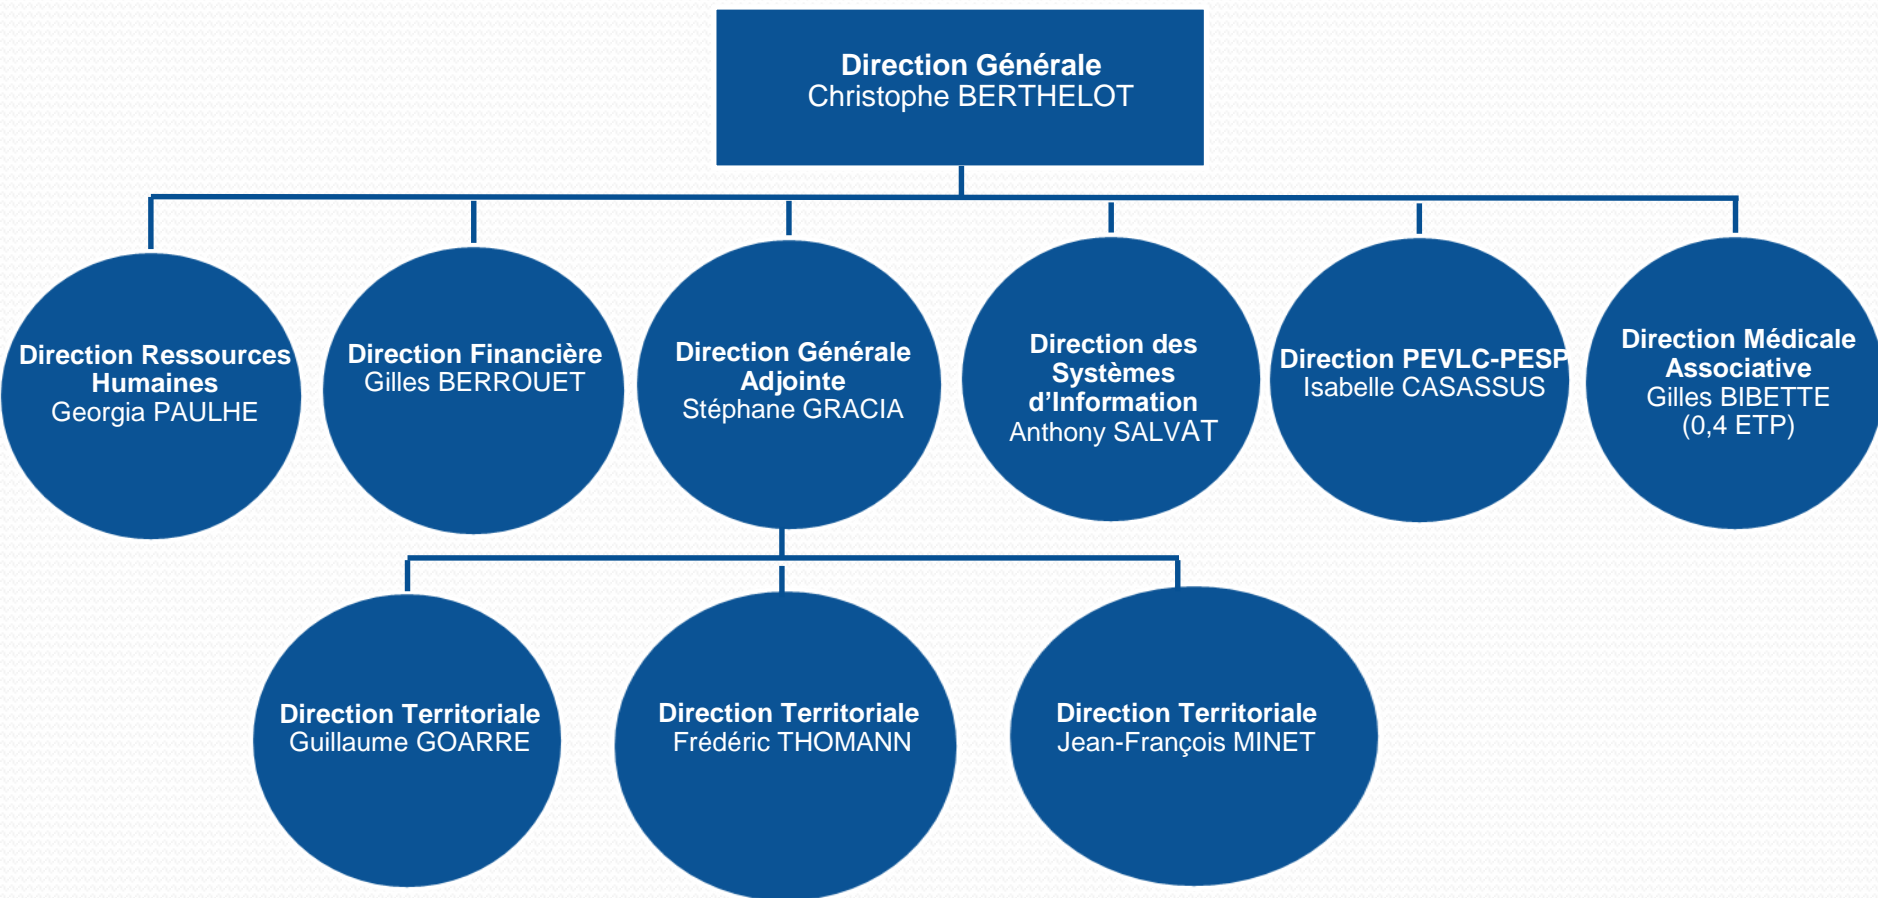 Direction Générale
Christophe BERTHELOT
Direction Ressources
Humaines
Georgia PAULHE
Direction Financière
Gilles BERROUET
Direction Générale
Adjointe
Stéphane GRACIA
Direction des
Systèmes
d’Information
Anthony SALVAT
Direction PEVLC-PESP
Isabelle CASASSUS
Direction Médicale
Associative
Gilles BIBETTE
(0,4 ETP)
Direction Territoriale
Guillaume GOARRE
Direction Territoriale
Frédéric THOMANN
Direction Territoriale
Jean-François MINET